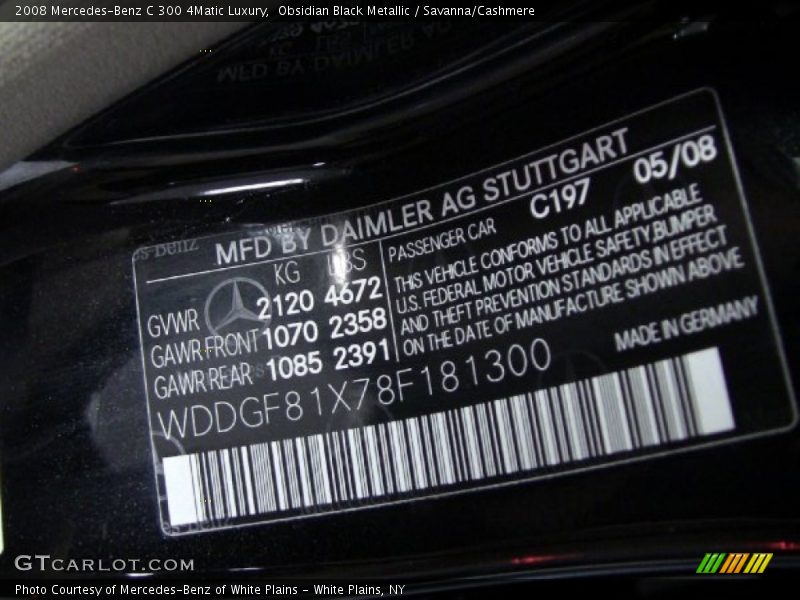 2008 Mercedes-Benz C 300 4Matic Luxury,  Obsidian Black Metallic / Savanna/Cashmere
MFD BY DAIMLER AG STUTTGART
KG LBS
GVWR 2120 4672
GAWR FRONT 1070 2358
GAWR REAR 1085 2391
PASSENGER CAR C197 05/08
THIS VEHICLE CONFORMS TO ALL APPLICABLE
U.S. FEDERAL MOTOR VEHICLE SAFETY, BUMPER
AND THEFT PREVENTION STANDARDS IN EFFECT
ON THE DATE OF MANUFACTURE SHOWN ABOVE
WDDGF81X78F181300 MADE IN GERMANY
GTCARLOT.COM
Photo Courtesy of Mercedes-Benz of White Plains - White Plains, NY